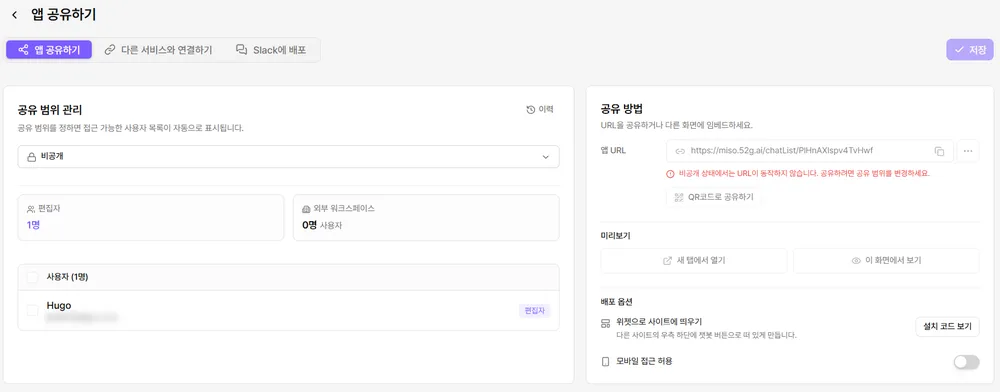 앱 공유하기
앱 공유하기
다른 서비스와 연결하기
Slack에 배포
저장
공유 범위 관리
이력
공유 범위를 정하면 접근 가능한 사용자 목록이 자동으로 표시됩니다.
비공개
편집자
1명
외부 워크스페이스
0명 사용자
사용자 (1명)
Hugo
편집자
공유 방법
URL을 공유하거나 다른 화면에 임베드하세요.
앱 URL
https://miso.52g.ai/chatList/PlHnAXlspv4TvHwf
비공개 상태에서는 URL이 동작하지 않습니다. 공유하려면 공유 범위를 변경하세요.
QR코드로 공유하기
미리보기
새 탭에서 열기
이 화면에서 보기
배포 옵션
위젯으로 사이트에 띄우기
다른 사이트의 우측 하단에 챗봇 버튼으로 떠 있게 만듭니다.
설치 코드 보기
모바일 접근 허용